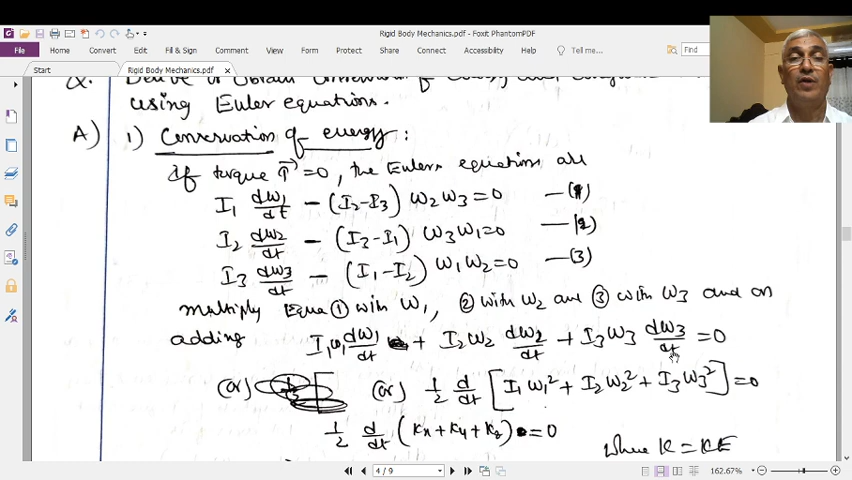 Rigid Body Mechanics.pdf - Foxit PhantomPDF
File Home Edit Fill & Sign Comment Form Protect Share Connect Accessibility Help Tell me... Find
Start Rigid Body Mechanics.pdf ×
using Euler equations.
A) 1) Conservation of energy:
If torque T=0, the Eulers equations are
I1 dω1/dt - (I2-I3) ω2ω3=0 —(1)
I2 dω2/dt - (I3-I1) ω3ω1=0 —(2)
I3 dω3/dt - (I1-I2) ω1ω2=0 —(3)
multiply Equa ① with ω1, ② with ω2 and ③ with ω3 and on
adding I1ω1 dω1/dt + I2ω2 dω2/dt + I3ω3 dω3/dt =0
(or) (or) 1/2 d/dt [I1ω1² + I2ω2² + I3ω3²] =0
1/2 d/dt (Kx+Ky+Kz) =0
where K = KE
4 / 9 162.67%